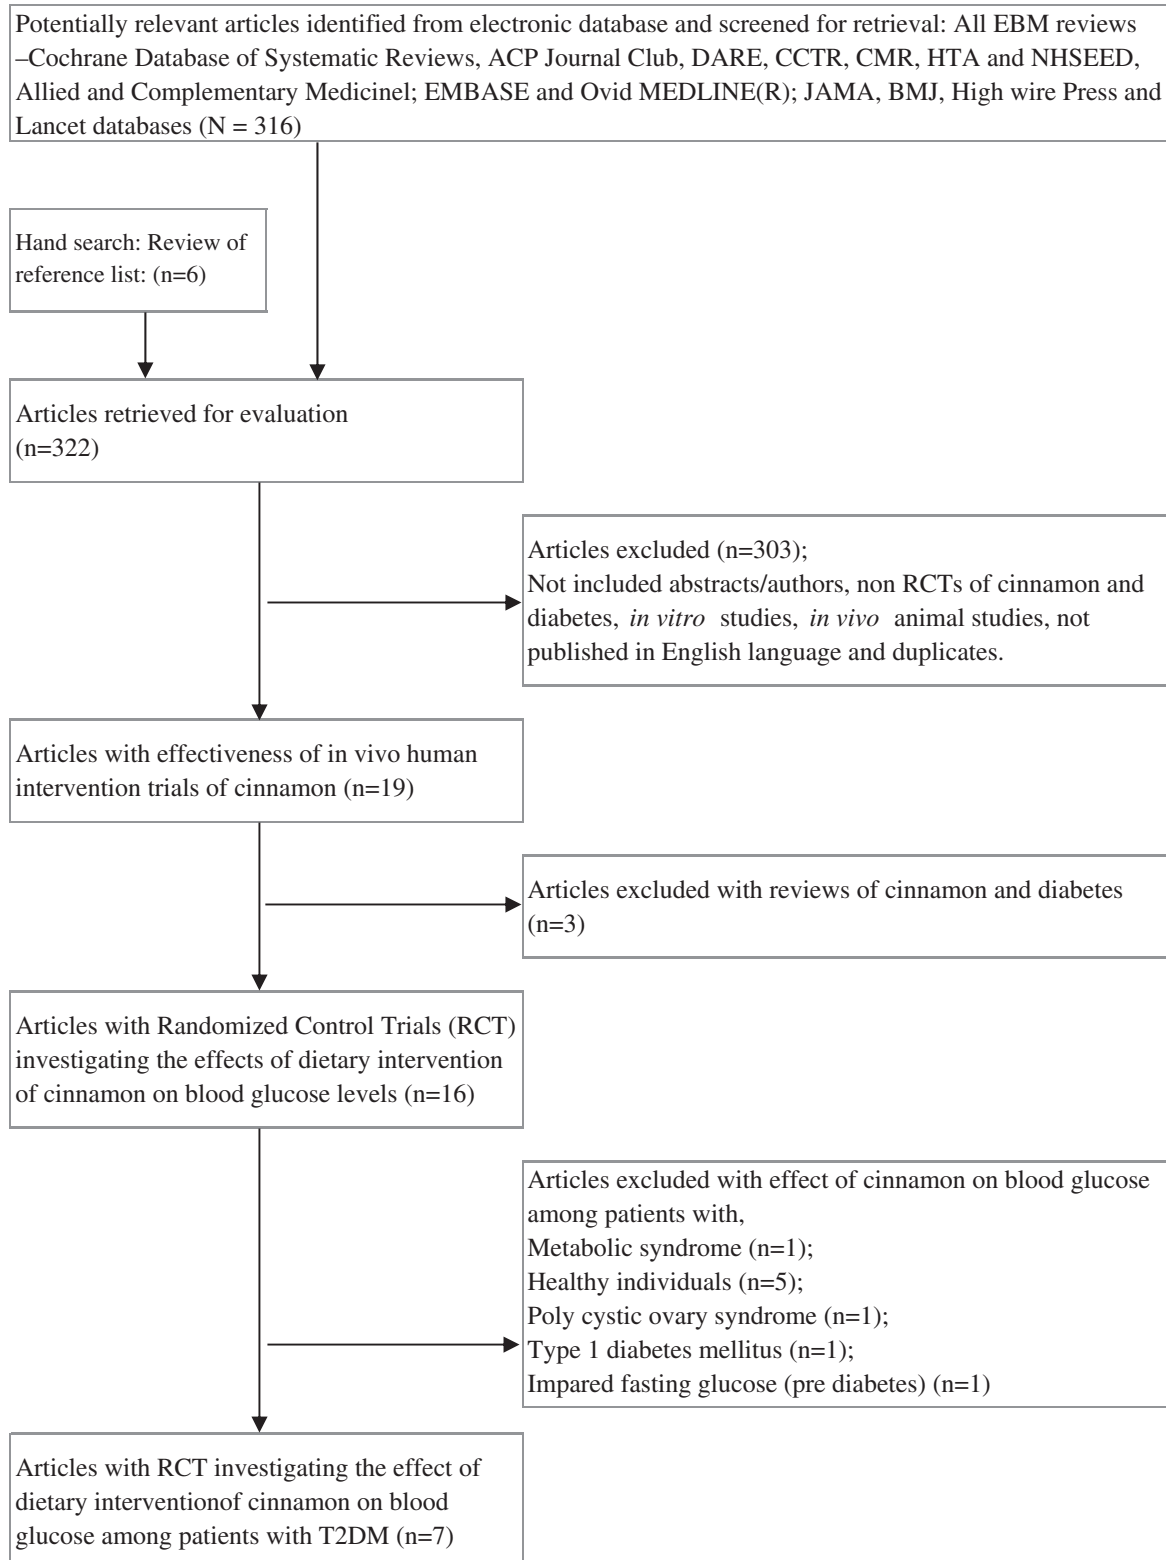 Potentially relevant articles identified from electronic database and screened for retrieval: All EBM reviews
–Cochrane Database of Systematic Reviews, ACP Journal Club, DARE, CCTR, CMR, HTA and NHSEED,
Allied and Complementary Medicinel; EMBASE and Ovid MEDLINE(R); JAMA, BMJ, High wire Press and
Lancet databases (N = 316)
Hand search: Review of
reference list: (n=6)
Articles retrieved for evaluation
(n=322)
Articles excluded (n=303);
Not included abstracts/authors, non RCTs of cinnamon and
diabetes, in vitro studies, in vivo animal studies, not
published in English language and duplicates.
Articles with effectiveness of in vivo human
intervention trials of cinnamon (n=19)
Articles excluded with reviews of cinnamon and diabetes
(n=3)
Articles with Randomized Control Trials (RCT)
investigating the effects of dietary intervention
of cinnamon on blood glucose levels (n=16)
Articles excluded with effect of cinnamon on blood glucose
among patients with,
Metabolic syndrome (n=1);
Healthy individuals (n=5);
Poly cystic ovary syndrome (n=1);
Type 1 diabetes mellitus (n=1);
Impared fasting glucose (pre diabetes) (n=1)
Articles with RCT investigating the effect of
dietary interventionof cinnamon on blood
glucose among patients with T2DM (n=7)